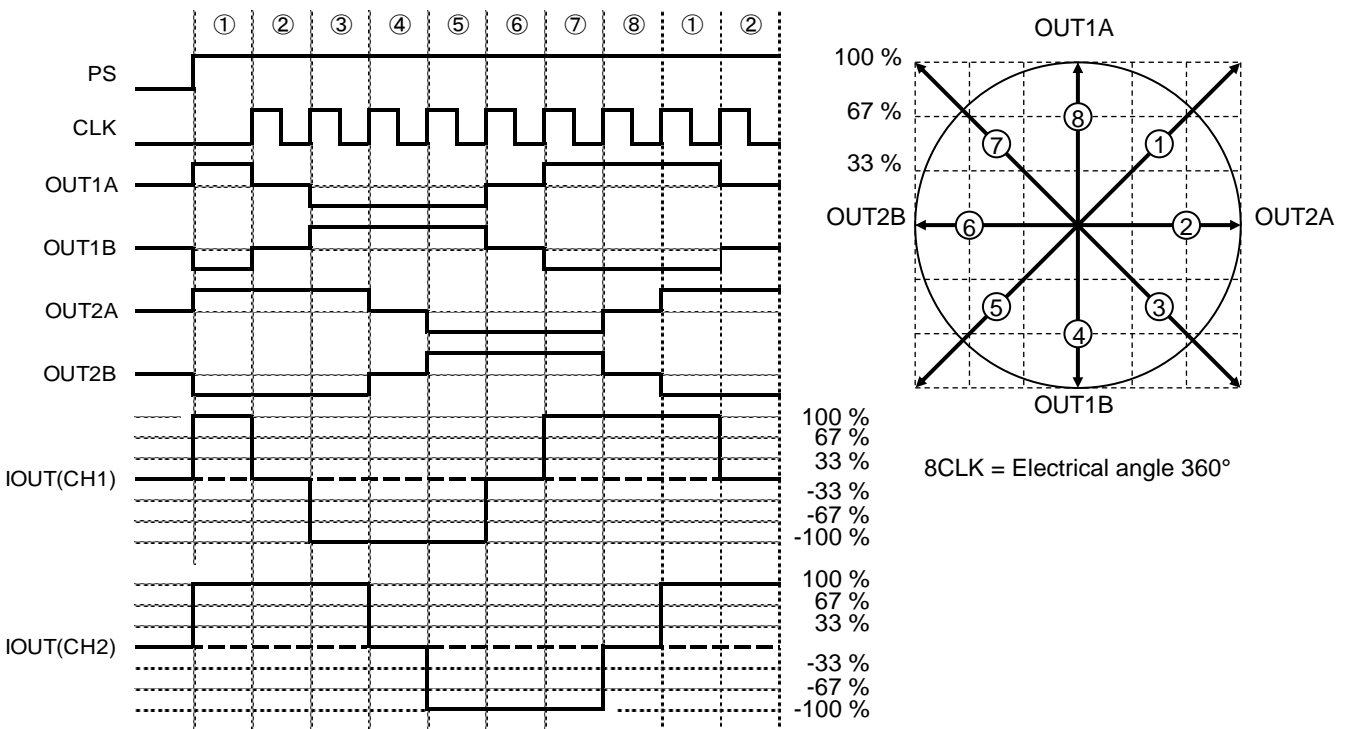 ① ② ③ ④ ⑤ ⑥ ⑦ ⑧ ① ②
PS
CLK
OUT1A
OUT1B
OUT2A
OUT2B
IOUT(CH1)
100 %
67 %
33 %
-33 %
-67 %
-100 %
IOUT(CH2)
100 %
67 %
33 %
-33 %
-67 %
-100 %
OUT1A
100 %
67 %
33 %
OUT2B
OUT2A
OUT1B
⑧
⑦
①
⑥
②
⑤
③
④
8CLK = Electrical angle 360°